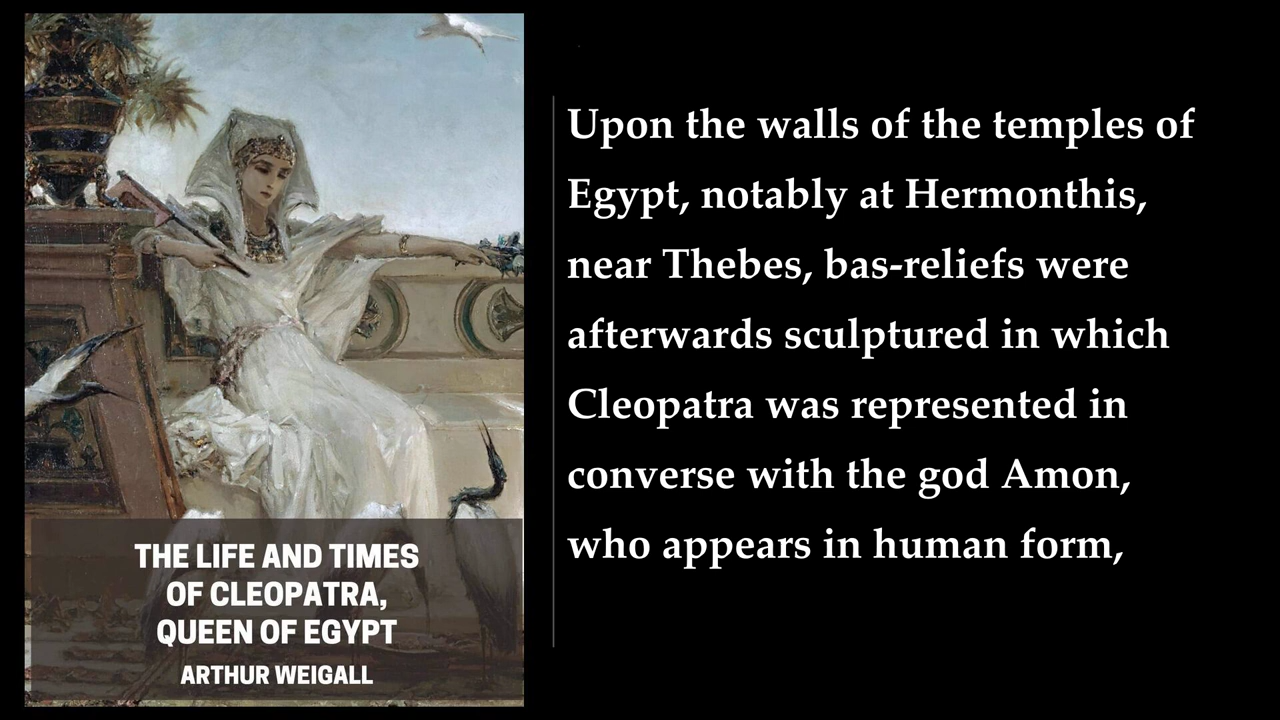 THE LIFE AND TIMES
OF CLEOPATRA,
QUEEN OF EGYPT
ARTHUR WEIGALL
Upon the walls of the temples of
Egypt, notably at Hermonthis,
near Thebes, bas-reliefs were
afterwards sculptured in which
Cleopatra was represented in
converse with the god Amon,
who appears in human form,